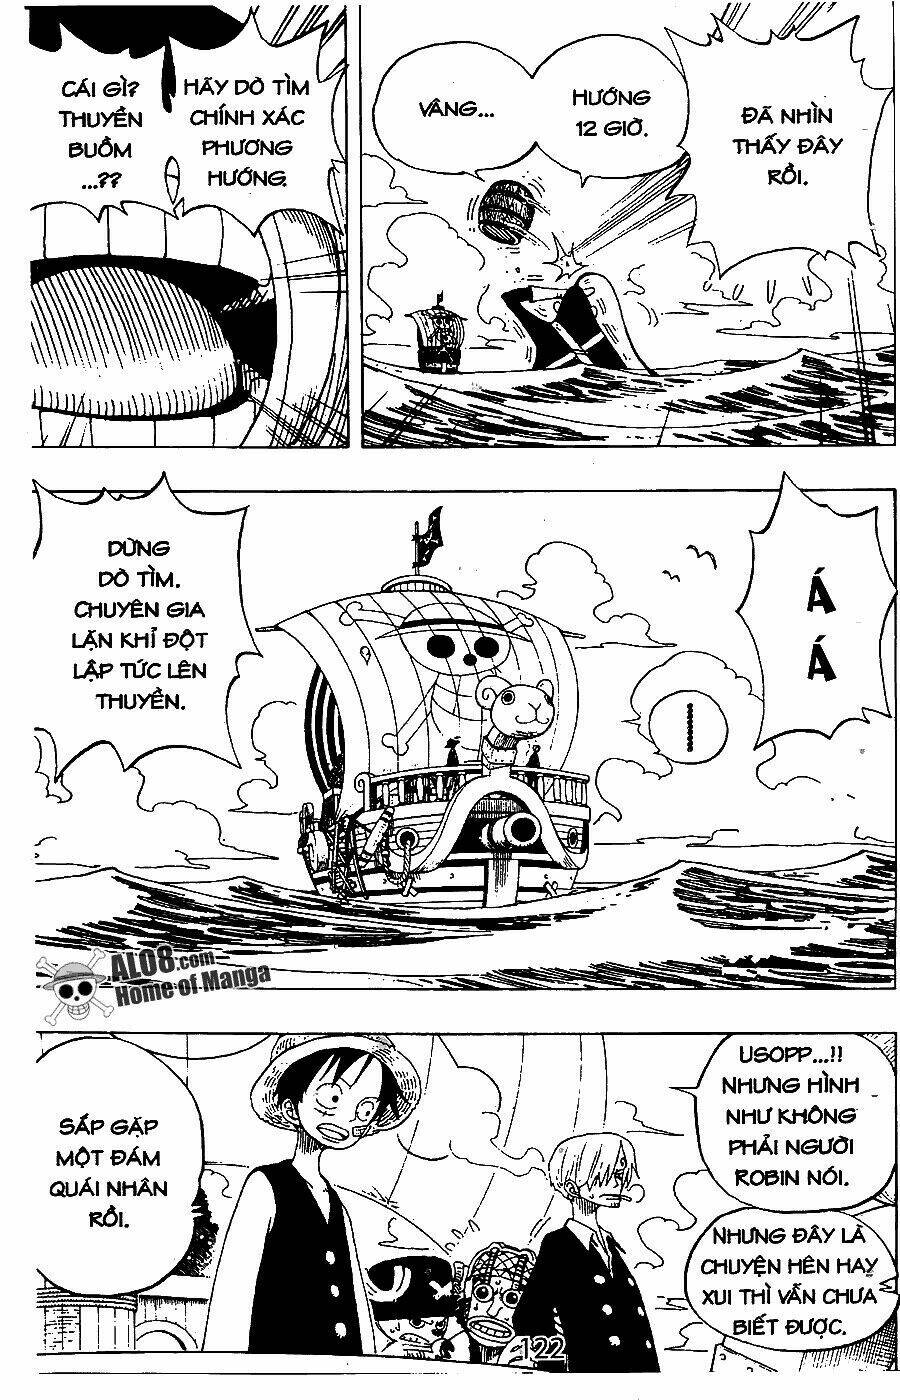 ĐÃ NHÌN
THẤY ĐÂY
RỒI.
HƯỚNG
12 GIỜ.
VÂNG...
HÃY DÒ TÌM
CHÍNH XÁC
PHƯƠNG
HƯỚNG.
CÁI GÌ?
THUYỀN
BUỒM
...??
Á
Á
DỪNG
DÒ TÌM.
CHUYÊN GIA
LẶN KHỈ ĐỘT
LẬP TỨC LÊN
THUYỀN.
ALO8.com
Home of Manga
USOPP...!!
NHƯNG HÌNH
NHƯ KHÔNG
PHẢI NGƯỜI
ROBIN NÓI.
NHƯNG ĐÂY LÀ
CHUYỆN HÊN HAY
XUI THÌ VẪN CHƯA
BIẾT ĐƯỢC.
SẮP GẶP
MỘT ĐÁM
QUÁI NHÂN
RỒI.
122